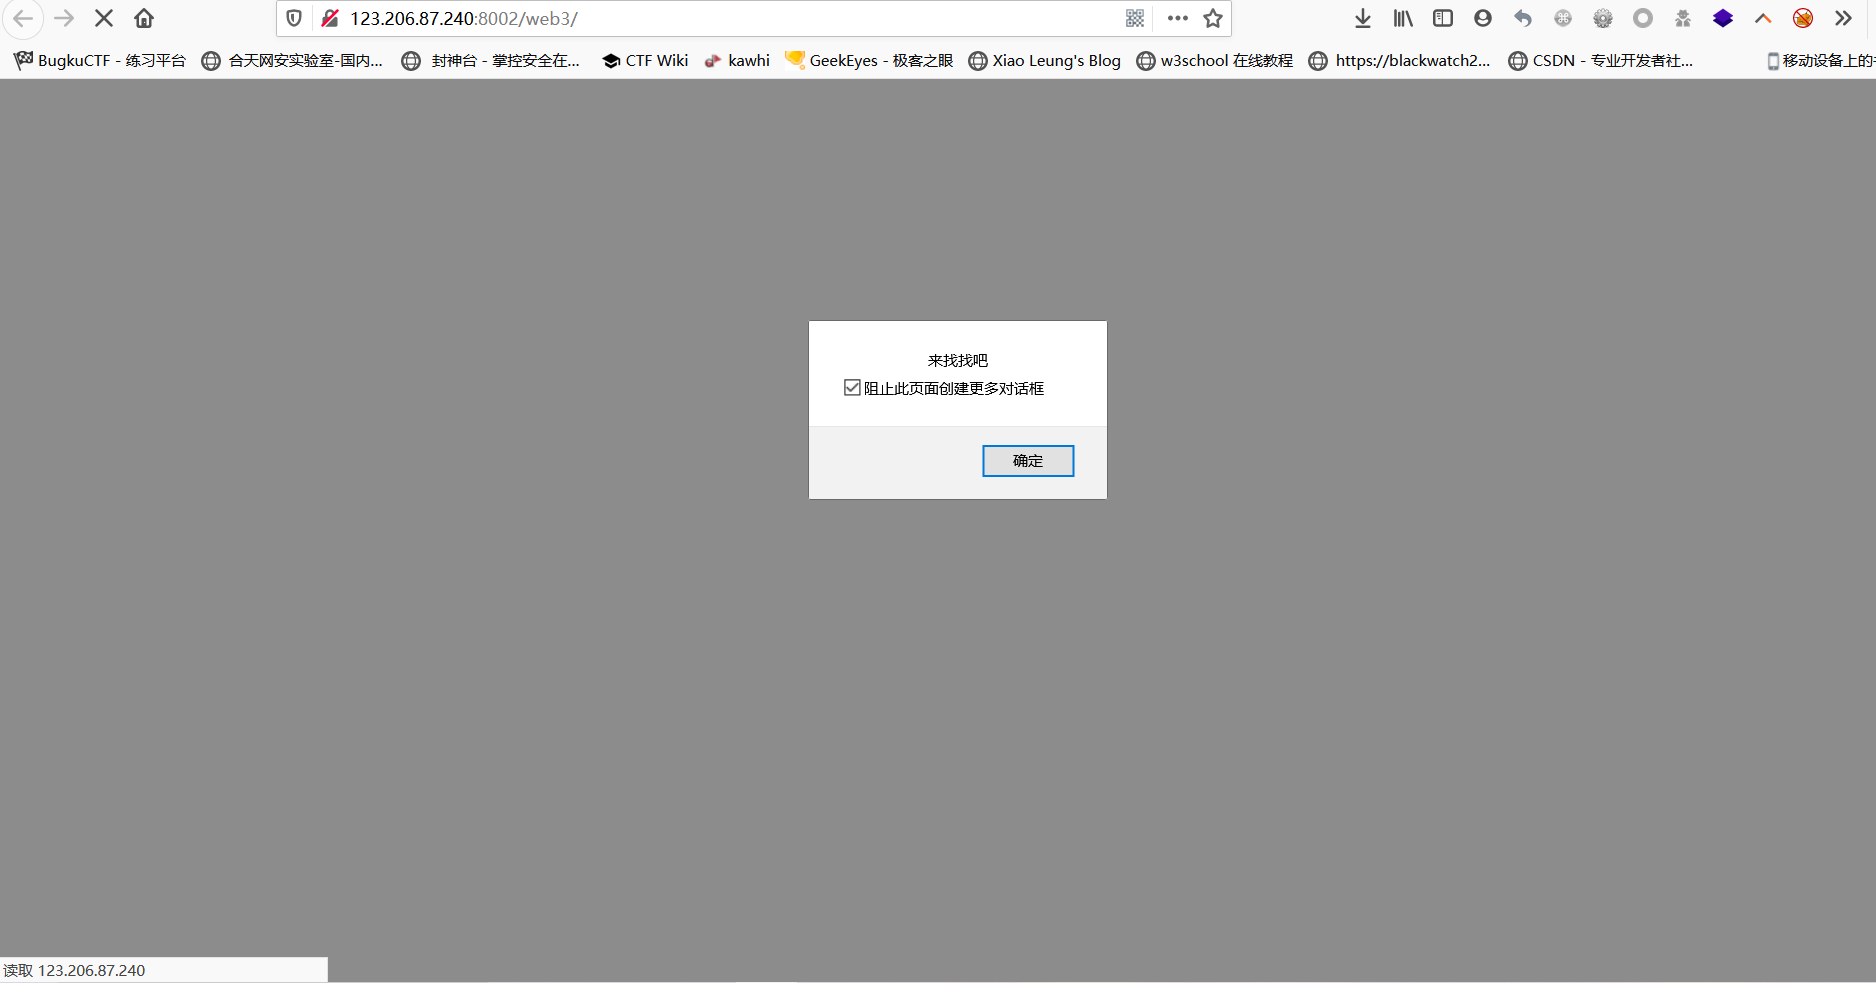 123.206.87.240:8002/web3/
BugkuCTF - 练习平台 合天网安实验室-国内... 封神台 - 掌控安全在... CTF Wiki kawhi GeekEyes - 极客之眼 Xiao Leung's Blog w3school 在线教程 https://blackwatch2... CSDN - 专业开发者社... 移动设备上的
来找找吧
阻止此页面创建更多对话框
确定
读取 123.206.87.240